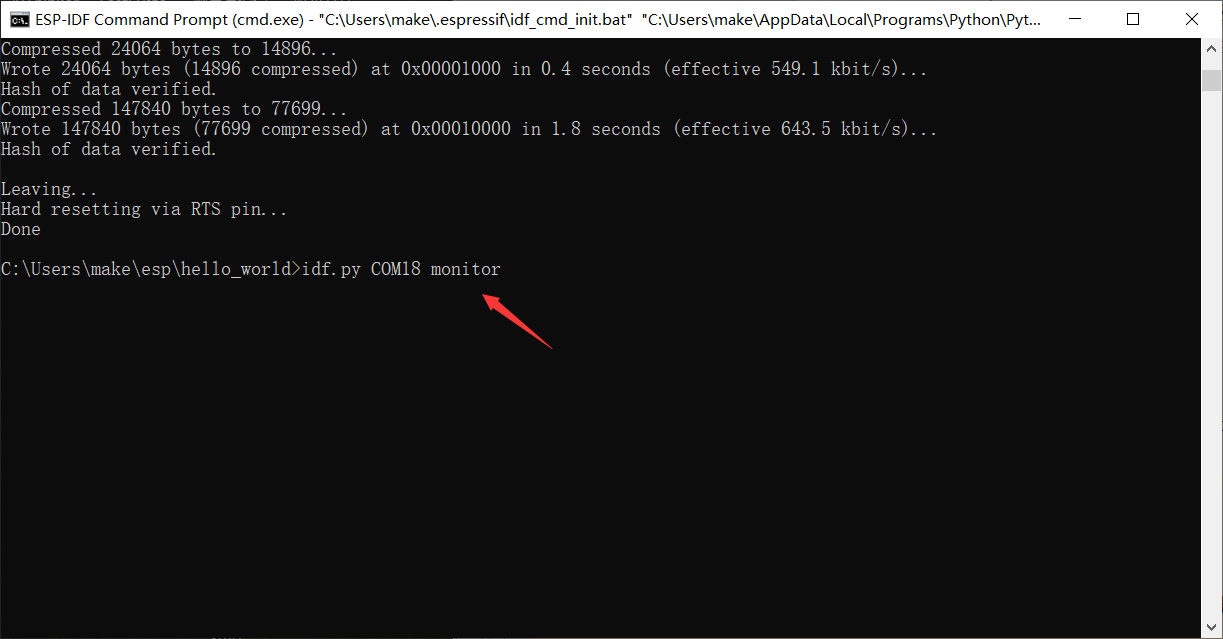 ESP-IDF Command Prompt (cmd.exe) - "C:\Users\make\.espressif\idf_cmd_init.bat"  "C:\Users\make\AppData\Local\Programs\Python\Pyt...
Compressed 24064 bytes to 14896...
Wrote 24064 bytes (14896 compressed) at 0x00001000 in 0.4 seconds (effective 549.1 kbit/s)...
Hash of data verified.
Compressed 147840 bytes to 77699...
Wrote 147840 bytes (77699 compressed) at 0x00010000 in 1.8 seconds (effective 643.5 kbit/s)...
Hash of data verified.
Leaving...
Hard resetting via RTS pin...
Done
C:\Users\make\esp\hello_world>idf.py COM18 monitor